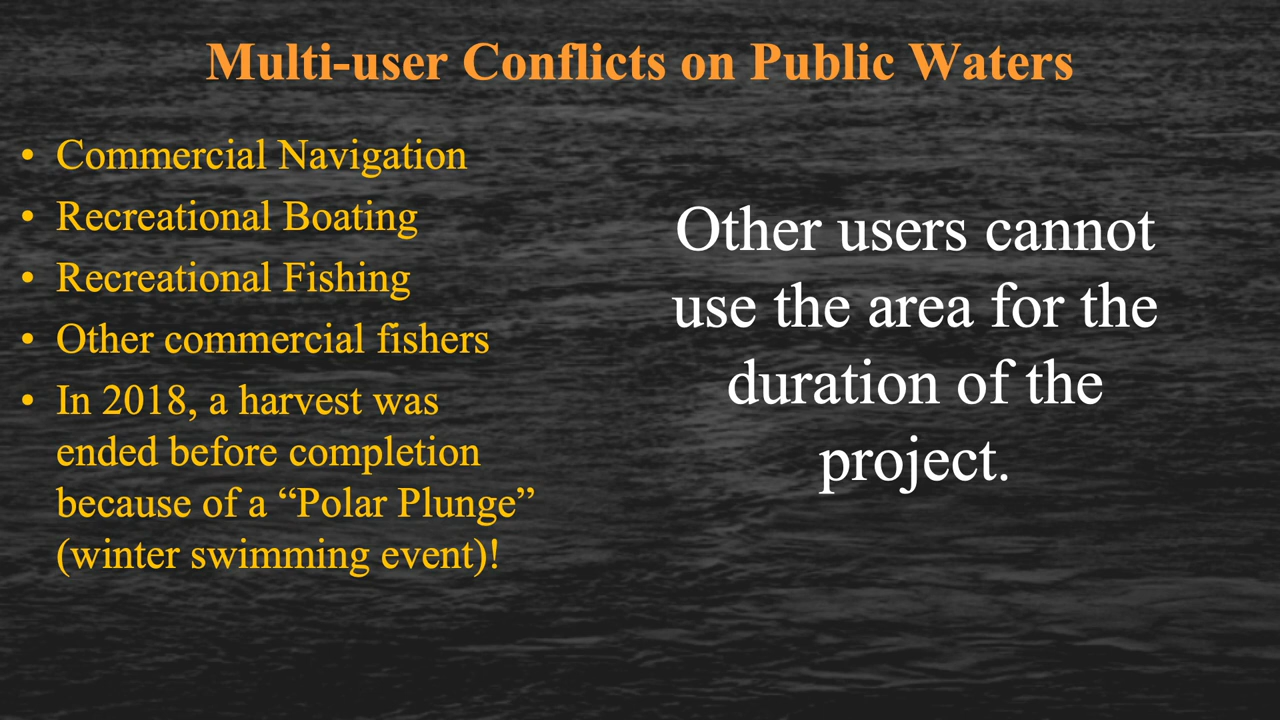 Multi-user Conflicts on Public Waters
• Commercial Navigation
• Recreational Boating
• Recreational Fishing
• Other commercial fishers
• In 2018, a harvest was
ended before completion
because of a “Polar Plunge”
(winter swimming event)!
Other users cannot
use the area for the
duration of the
project.